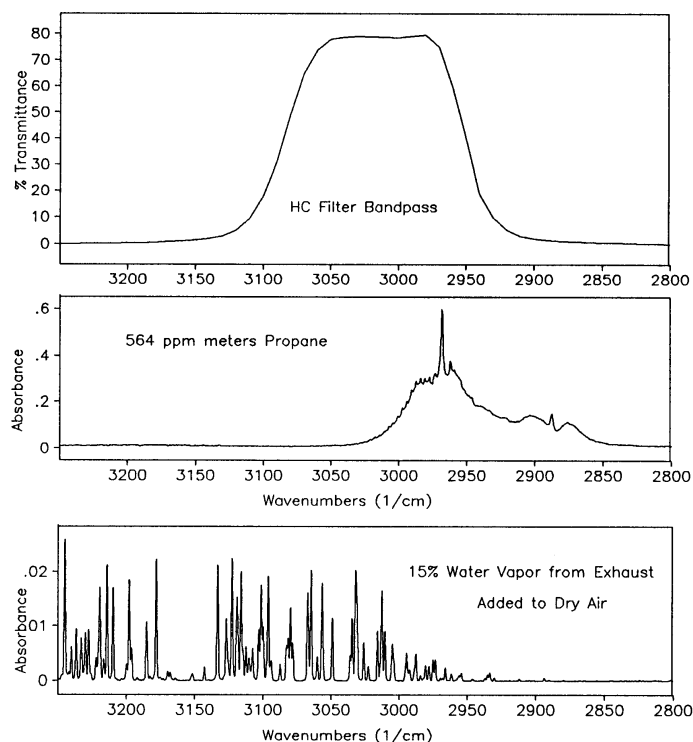 80
70
60
50
40
30
20
10
0
% Transmittance
HC Filter Bandpass
3200 3150 3100 3050 3000 2950 2900 2850 2800
.6
.4
.2
0
Absorbance
564 ppm meters Propane
3200 3150 3100 3050 3000 2950 2900 2850 2800
Wavenumbers (1/cm)
.02
.01
0
Absorbance
15% Water Vapor from Exhaust
Added to Dry Air
3200 3150 3100 3050 3000 2950 2900 2850 2800
Wavenumbers (1/cm)